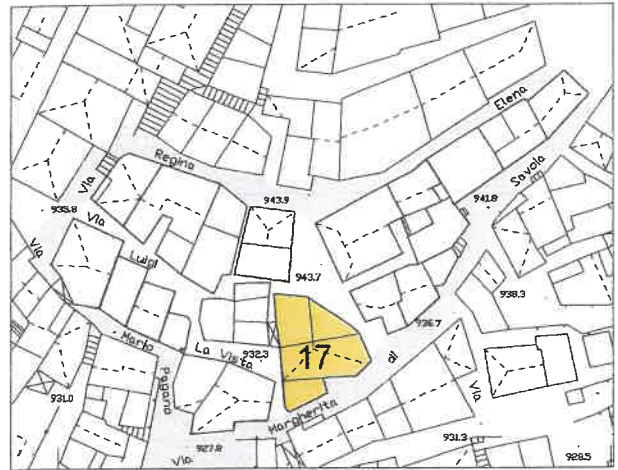 Elena
Regina
Savoia
Via
943.9
941.8
935.8
Via
Via
Luigi
943.7
938.3
936.7
Mario
La Vista
932.3
17
di
Via
931.0
Pagano
Margherita
931.3
927.8
Via
928.5